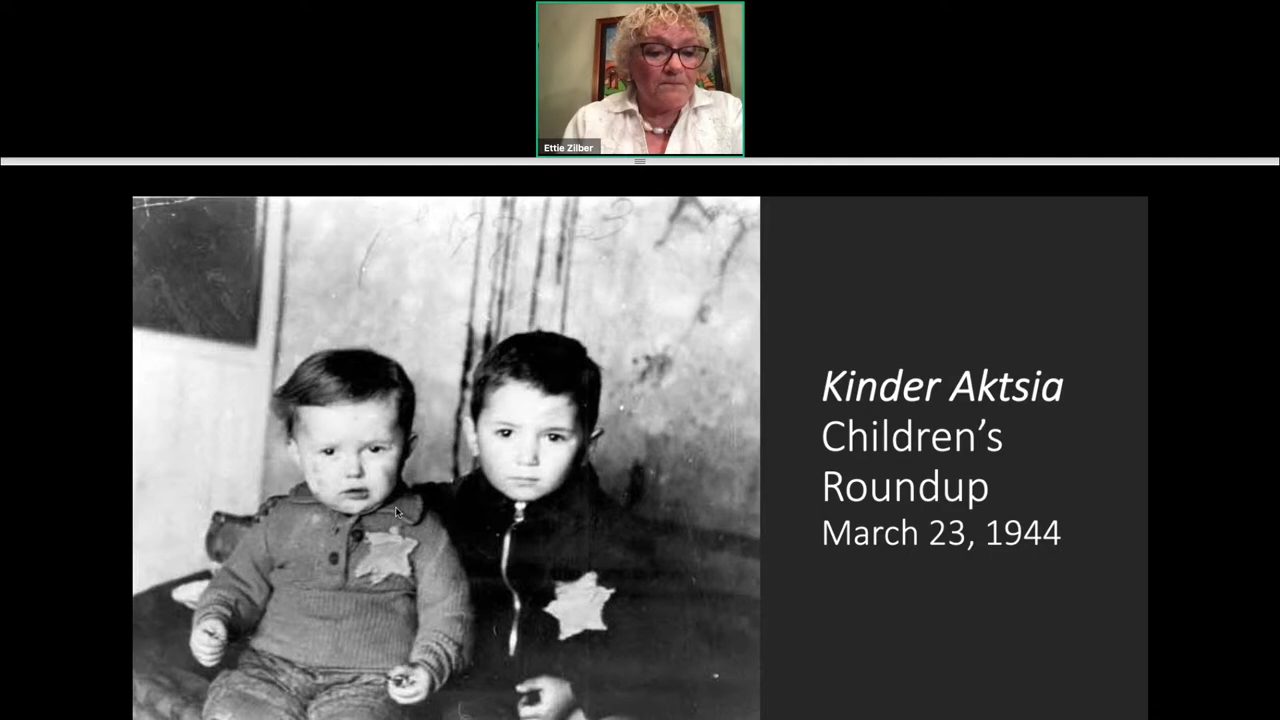 Ettie Zilber
Kinder Aktsia
Children’s
Roundup
March 23, 1944